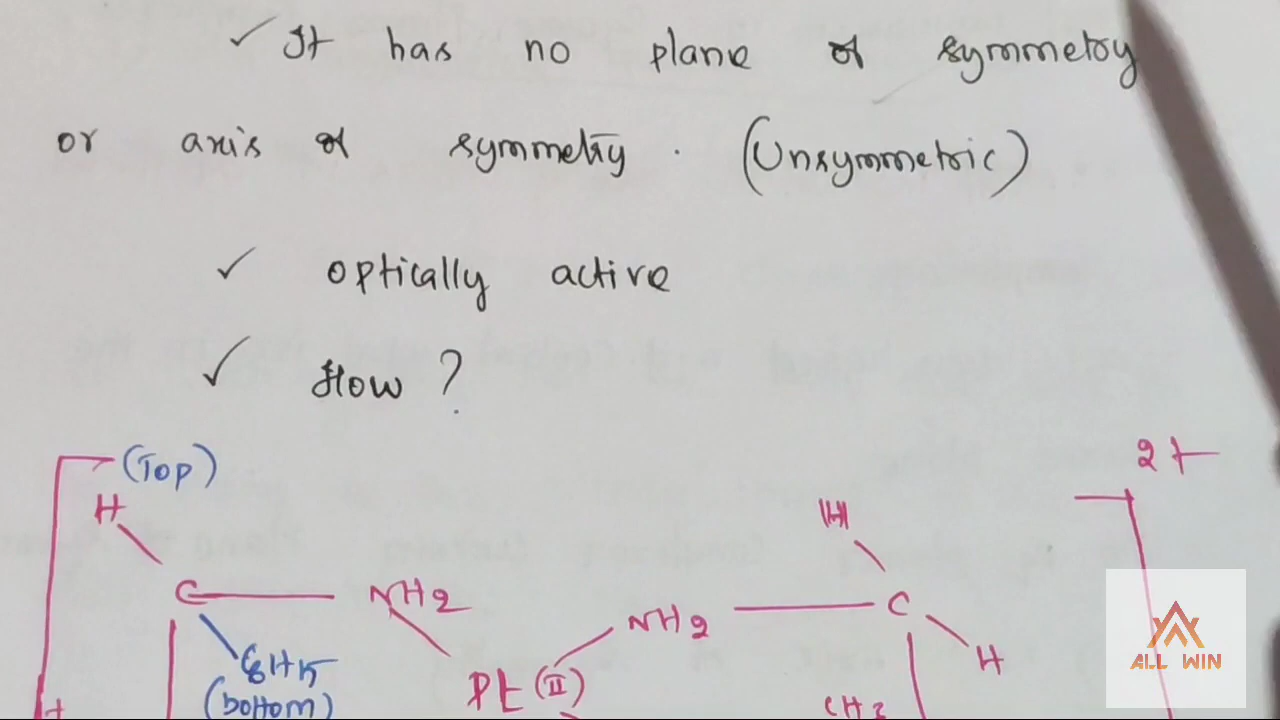 ✓ It has no plane of symmetry
or axis of symmetry . (Unsymmetric)
✓ optically active
✓ How ?
(Top)
2+
H
H
C NH2
NH2 C
H
C6H5
(bottom)
Pt (II)
CH3
ALL WIN